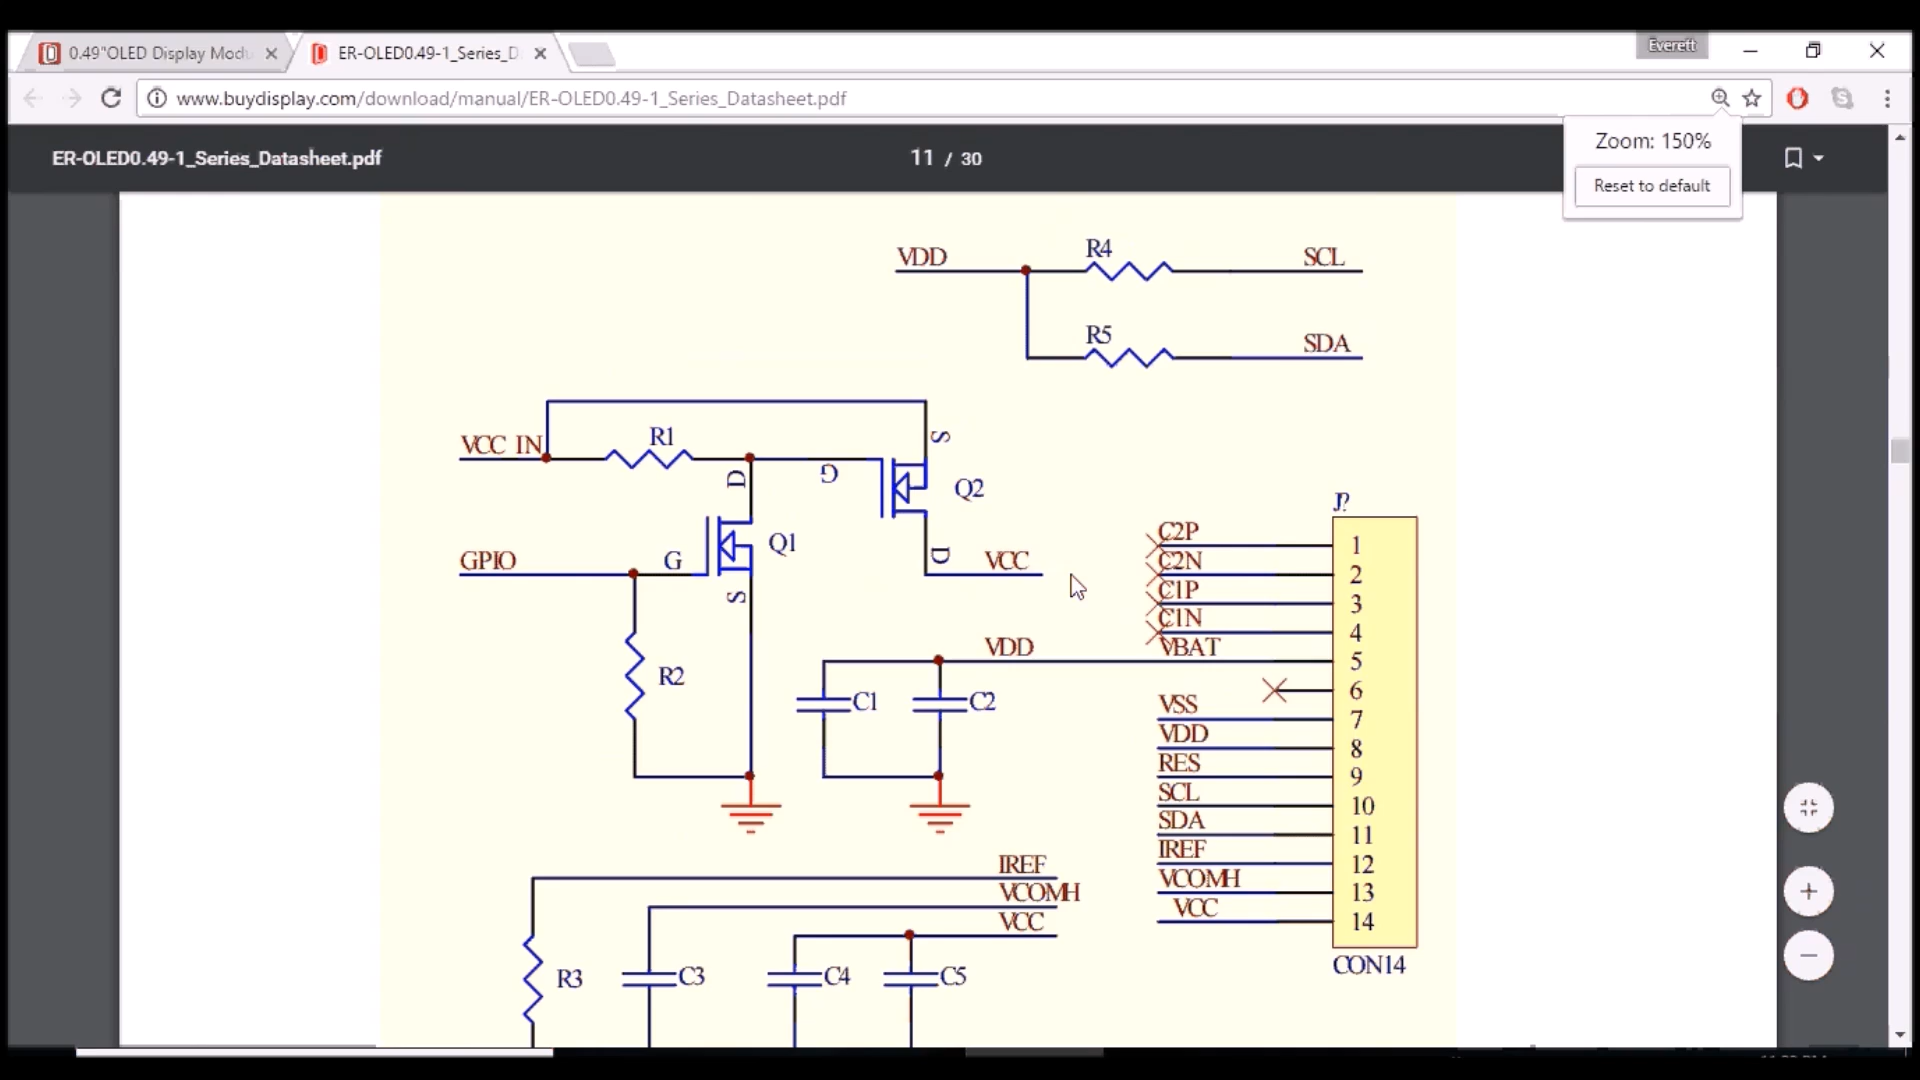 0.49"OLED Display Modu
ER-OLED0.49-1_Series_D
Everett
www.buydisplay.com/download/manual/ER-OLED0.49-1_Series_Datasheet.pdf
ER-OLED0.49-1_Series_Datasheet.pdf
11 / 30
Zoom: 150%
Reset to default
VDD
R4
SCL
R5
SDA
VCC IN
R1
S
D
G
Q2
GPIO
G
Q1
D
VCC
S
R2
VDD
C1
C2
J?
C2P 1
C2N 2
C1P 3
C1N 4
VBAT 5
6
VSS 7
VDD 8
RES 9
SCL 10
SDA 11
IREF 12
VCOMH 13
VCC 14
CON14
IREF
VCOMH
VCC
R3
C3
C4
C5